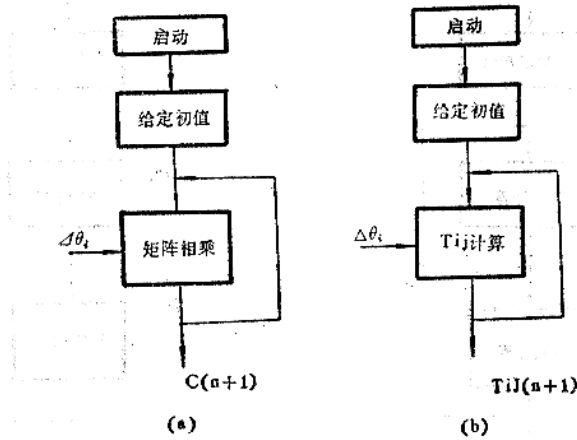 启动
给定初值
Δθi
矩阵相乘
C(n+1)
(a)
启动
给定初值
Δθi
Tij计算
TiJ(n+1)
(b)